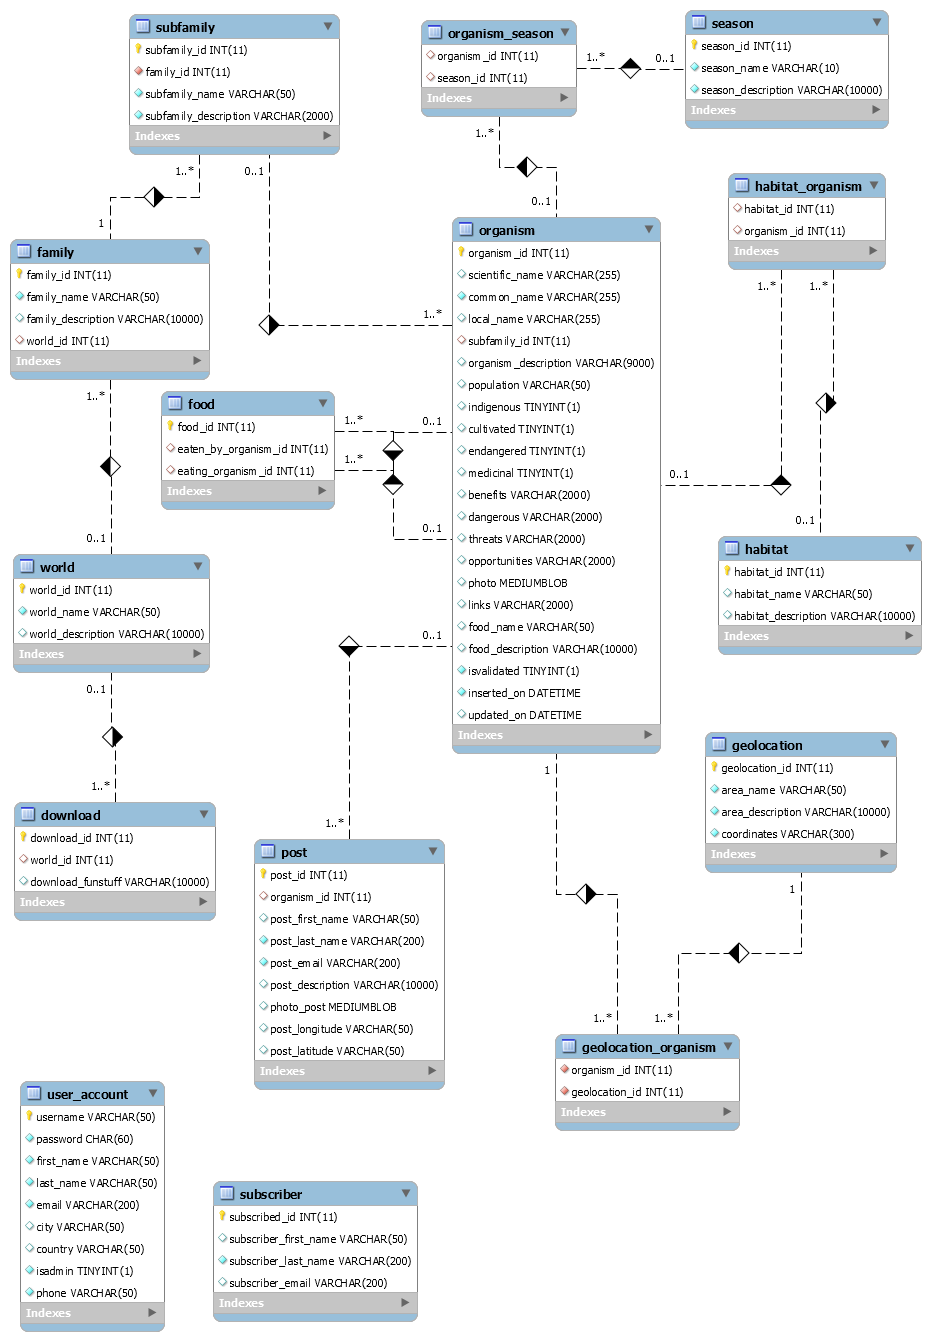 subfamily
subfamily_id INT(11)
family_id INT(11)
subfamily_name VARCHAR(50)
subfamily_description VARCHAR(2000)
Indexes
organism_season
organism_id INT(11)
season_id INT(11)
Indexes
season
season_id INT(11)
season_name VARCHAR(10)
season_description VARCHAR(10000)
Indexes
1..*
0..1
1..*
0..1
1..*
0..1
1..*
1
habitat_organism
habitat_id INT(11)
organism_id INT(11)
Indexes
family
family_id INT(11)
family_name VARCHAR(50)
family_description VARCHAR(10000)
world_id INT(11)
Indexes
organism
organism_id INT(11)
scientific_name VARCHAR(255)
common_name VARCHAR(255)
local_name VARCHAR(255)
subfamily_id INT(11)
organism_description VARCHAR(9000)
population VARCHAR(50)
indigenous TINYINT(1)
cultivated TINYINT(1)
endangered TINYINT(1)
medicinal TINYINT(1)
benefits VARCHAR(2000)
dangerous VARCHAR(2000)
threats VARCHAR(2000)
opportunities VARCHAR(2000)
photo MEDIUMBLOB
links VARCHAR(2000)
food_name VARCHAR(50)
food_description VARCHAR(10000)
isvalidated TINYINT(1)
inserted_on DATETIME
updated_on DATETIME
Indexes
1..*
1..*
1..*
0..1
0..1
1..*
food
food_id INT(11)
eaten_by_organism_id INT(11)
eating_organism_id INT(11)
Indexes
1..*
0..1
1..*
0..1
0..1
habitat
habitat_id INT(11)
habitat_name VARCHAR(50)
habitat_description VARCHAR(10000)
Indexes
world
world_id INT(11)
world_name VARCHAR(50)
world_description VARCHAR(10000)
Indexes
0..1
0..1
1..*
1..*
1
download
download_id INT(11)
world_id INT(11)
download_funstuff VARCHAR(10000)
Indexes
geolocation
geolocation_id INT(11)
area_name VARCHAR(50)
area_description VARCHAR(10000)
coordinates VARCHAR(300)
Indexes
1
post
post_id INT(11)
organism_id INT(11)
post_first_name VARCHAR(50)
post_last_name VARCHAR(200)
post_email VARCHAR(200)
post_description VARCHAR(10000)
photo_post MEDIUMBLOB
post_longitude VARCHAR(50)
post_latitude VARCHAR(50)
Indexes
1..*
1..*
geolocation_organism
organism_id INT(11)
geolocation_id INT(11)
Indexes
user_account
username VARCHAR(50)
password CHAR(60)
first_name VARCHAR(50)
last_name VARCHAR(50)
email VARCHAR(200)
city VARCHAR(50)
country VARCHAR(50)
isadmin TINYINT(1)
phone VARCHAR(50)
Indexes
subscriber
subscribed_id INT(11)
subscriber_first_name VARCHAR(50)
subscriber_last_name VARCHAR(200)
subscriber_email VARCHAR(200)
Indexes